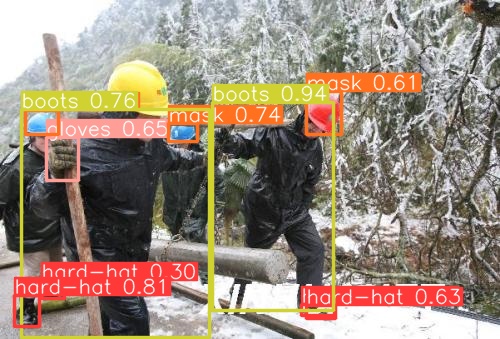 mask 0.61
boots 0.94
boots 0.76
mask 0.74
gloves 0.65
hard-hat 0.30
hard-hat 0.81
hard-hat 0.63